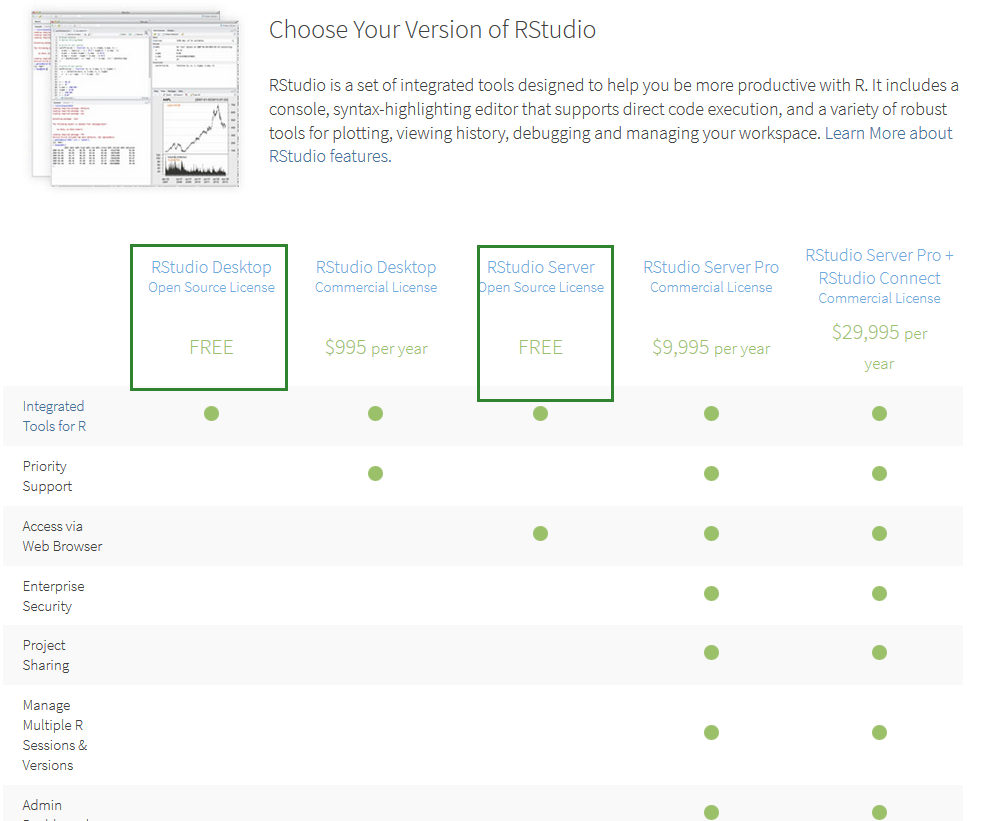 Choose Your Version of RStudio
RStudio is a set of integrated tools designed to help you be more productive with R. It includes a
console, syntax-highlighting editor that supports direct code execution, and a variety of robust
tools for plotting, viewing history, debugging and managing your workspace. Learn More about
RStudio features.
RStudio Desktop
Open Source License
FREE
RStudio Desktop
Commercial License
$995 per year
RStudio Server
Open Source License
FREE
RStudio Server Pro
Commercial License
$9,995 per year
RStudio Server Pro +
RStudio Connect
Commercial License
$29,995 per
year
Integrated
Tools for R
Priority
Support
Access via
Web Browser
Enterprise
Security
Project
Sharing
Manage
Multiple R
Sessions &
Versions
Admin